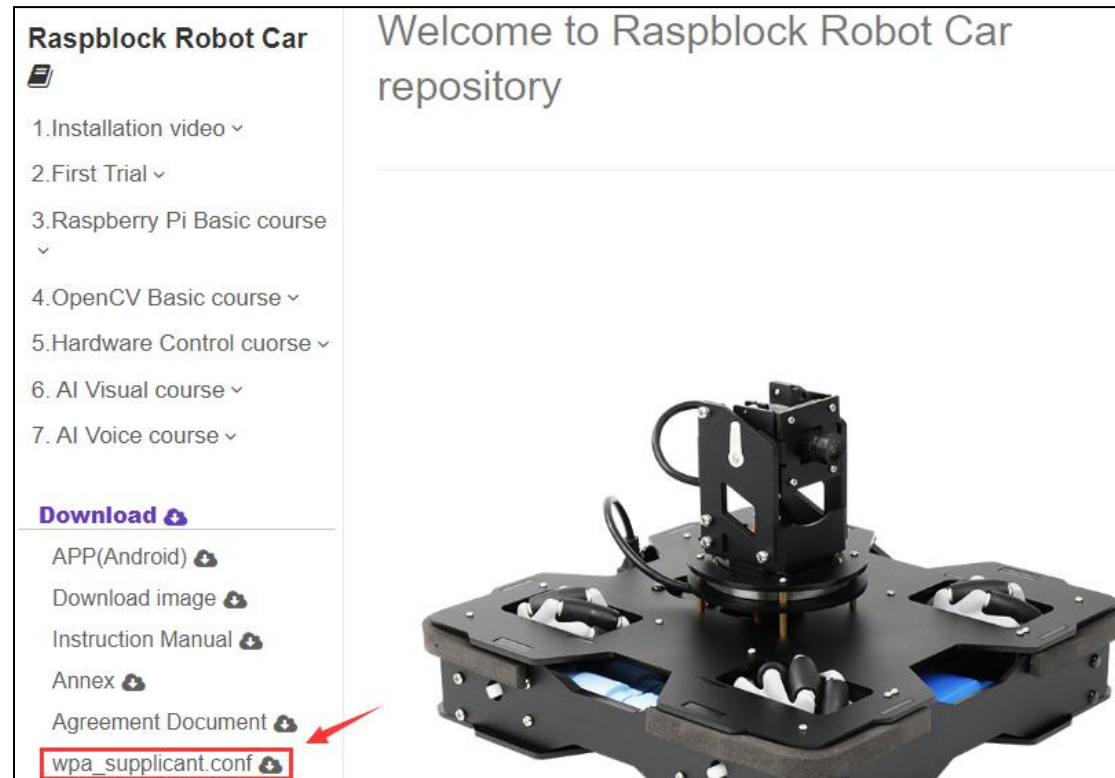 Raspblock Robot Car
1.Installation video
2.First Trial
3.Raspberry Pi Basic course
4.OpenCV Basic course
5.Hardware Control cuorse
6. AI Visual course
7. AI Voice course
Download
APP(Android)
Download image
Instruction Manual
Annex
Agreement Document
wpa_supplicant.conf
Welcome to Raspblock Robot Car
repository